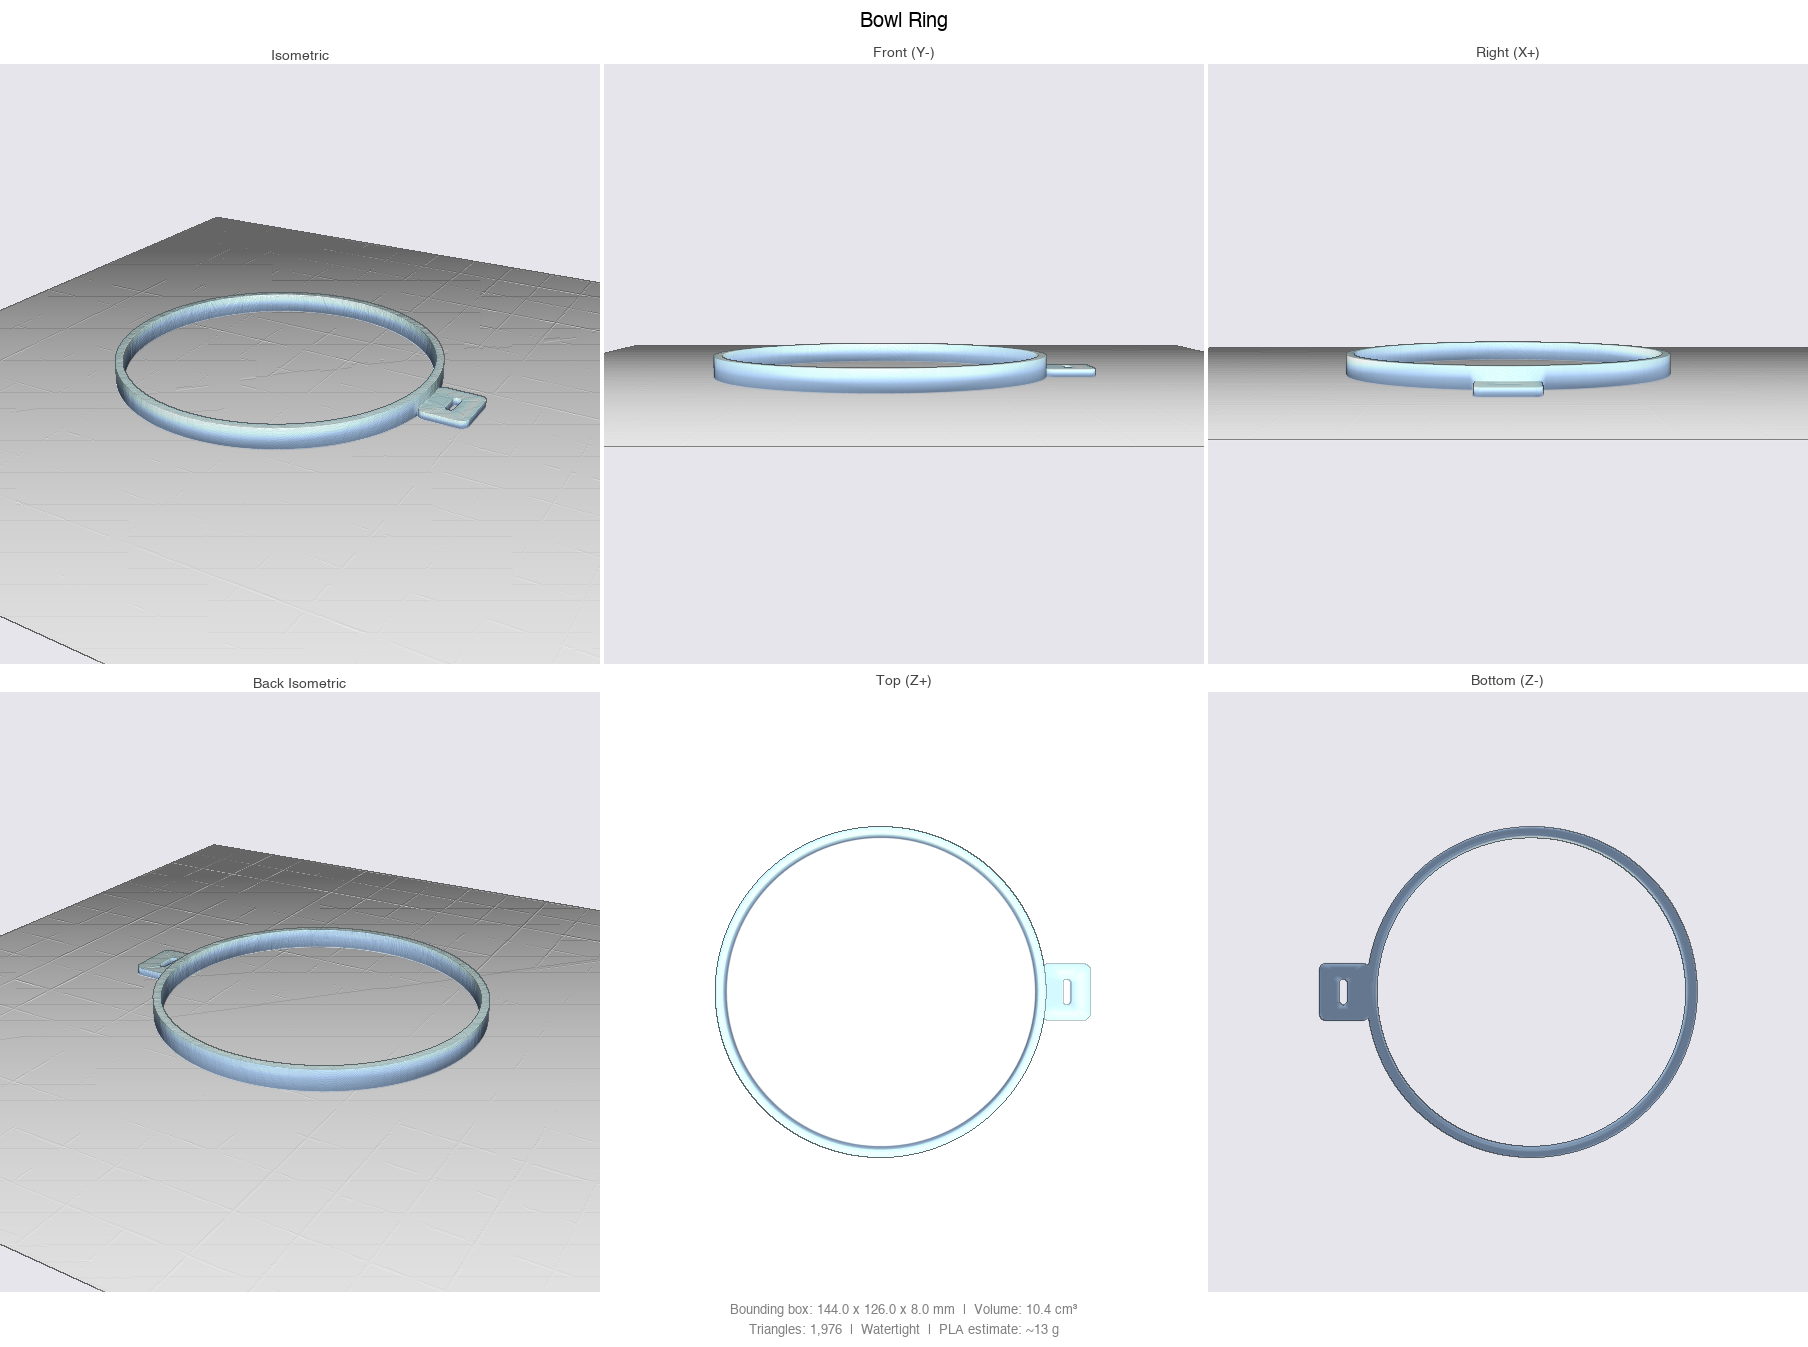 Bowl Ring
Isometric
Front (Y-)
Right (X+)
Back Isometric
Top (Z+)
Bottom (Z-)
Bounding box: 144.0 x 126.0 x 8.0 mm | Volume: 10.4 cm³
Triangles: 1,976 | Watertight | PLA estimate: ~13 g